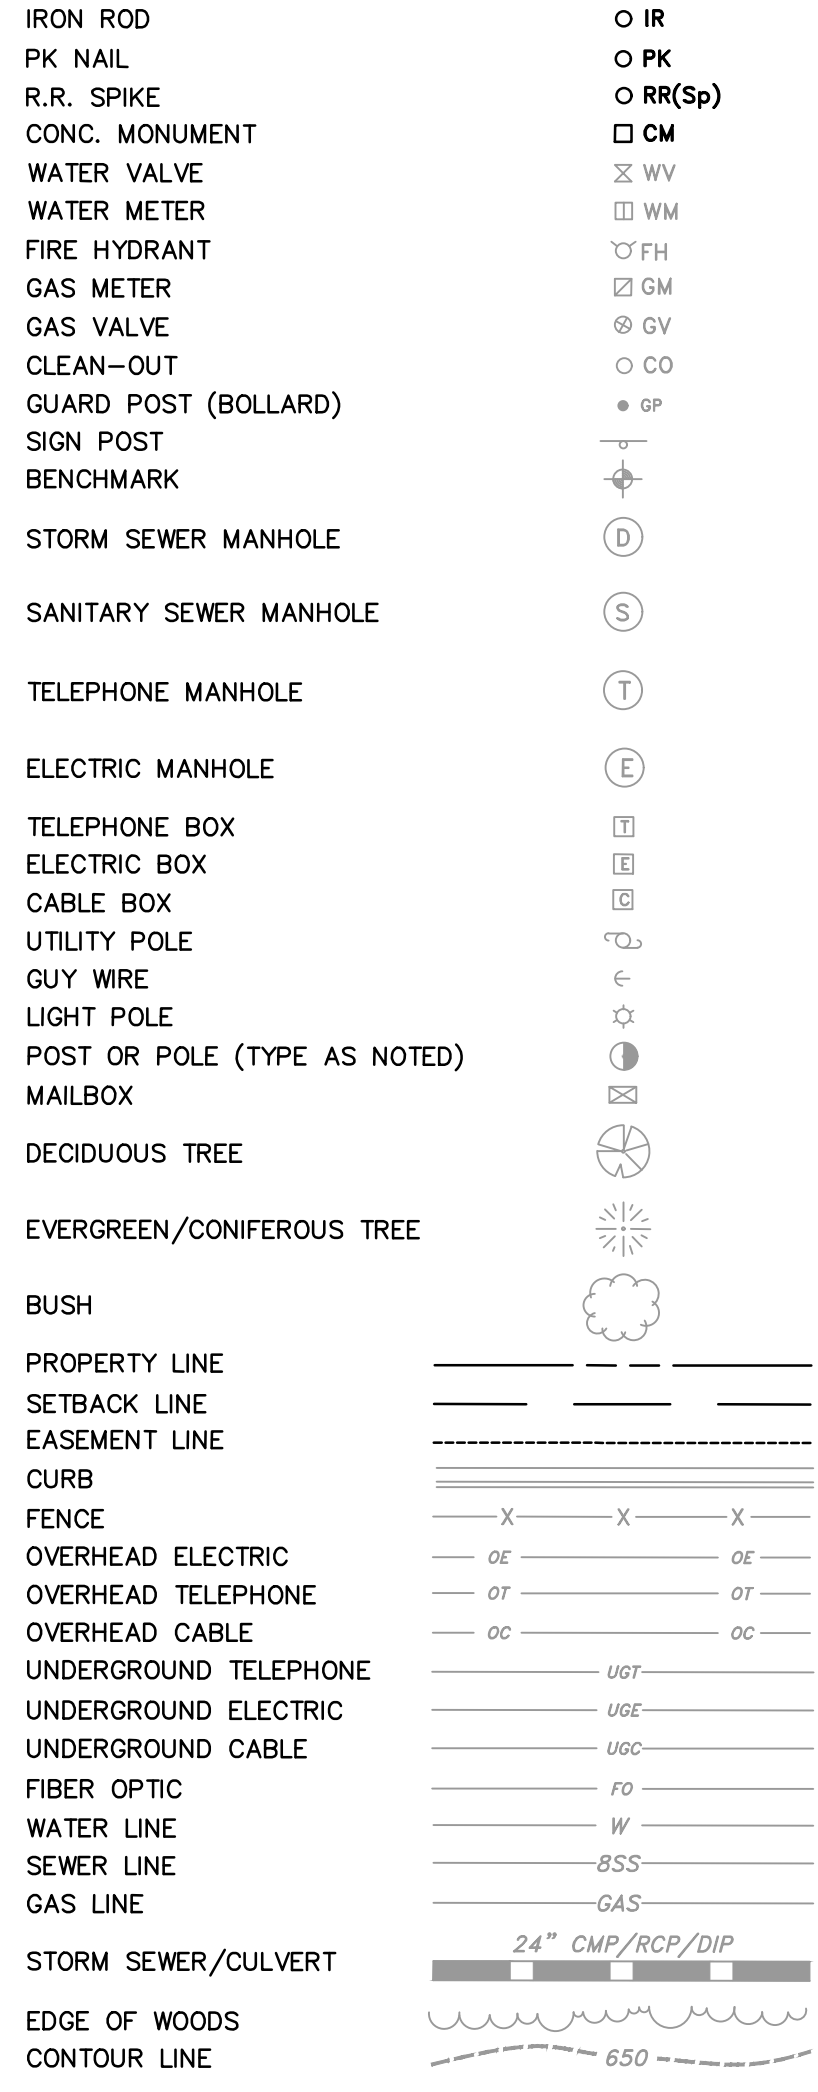 IRON ROD IR
PK NAIL PK
R.R. SPIKE RR(Sp)
CONC. MONUMENT CM
WATER VALVE WV
WATER METER WM
FIRE HYDRANT FH
GAS METER GM
GAS VALVE GV
CLEAN-OUT CO
GUARD POST (BOLLARD) GP
SIGN POST
BENCHMARK
STORM SEWER MANHOLE D
SANITARY SEWER MANHOLE S
TELEPHONE MANHOLE T
ELECTRIC MANHOLE E
TELEPHONE BOX T
ELECTRIC BOX E
CABLE BOX C
UTILITY POLE
GUY WIRE
LIGHT POLE
POST OR POLE (TYPE AS NOTED)
MAILBOX
DECIDUOUS TREE
EVERGREEN/CONIFEROUS TREE
BUSH
PROPERTY LINE
SETBACK LINE
EASEMENT LINE
CURB
FENCE X X X
OVERHEAD ELECTRIC OE OE
OVERHEAD TELEPHONE OT OT
OVERHEAD CABLE OC OC
UNDERGROUND TELEPHONE UGT
UNDERGROUND ELECTRIC UGE
UNDERGROUND CABLE UGC
FIBER OPTIC FO
WATER LINE W
SEWER LINE 8SS
GAS LINE GAS
24" CMP/RCP/DIP
STORM SEWER/CULVERT
EDGE OF WOODS
CONTOUR LINE 650